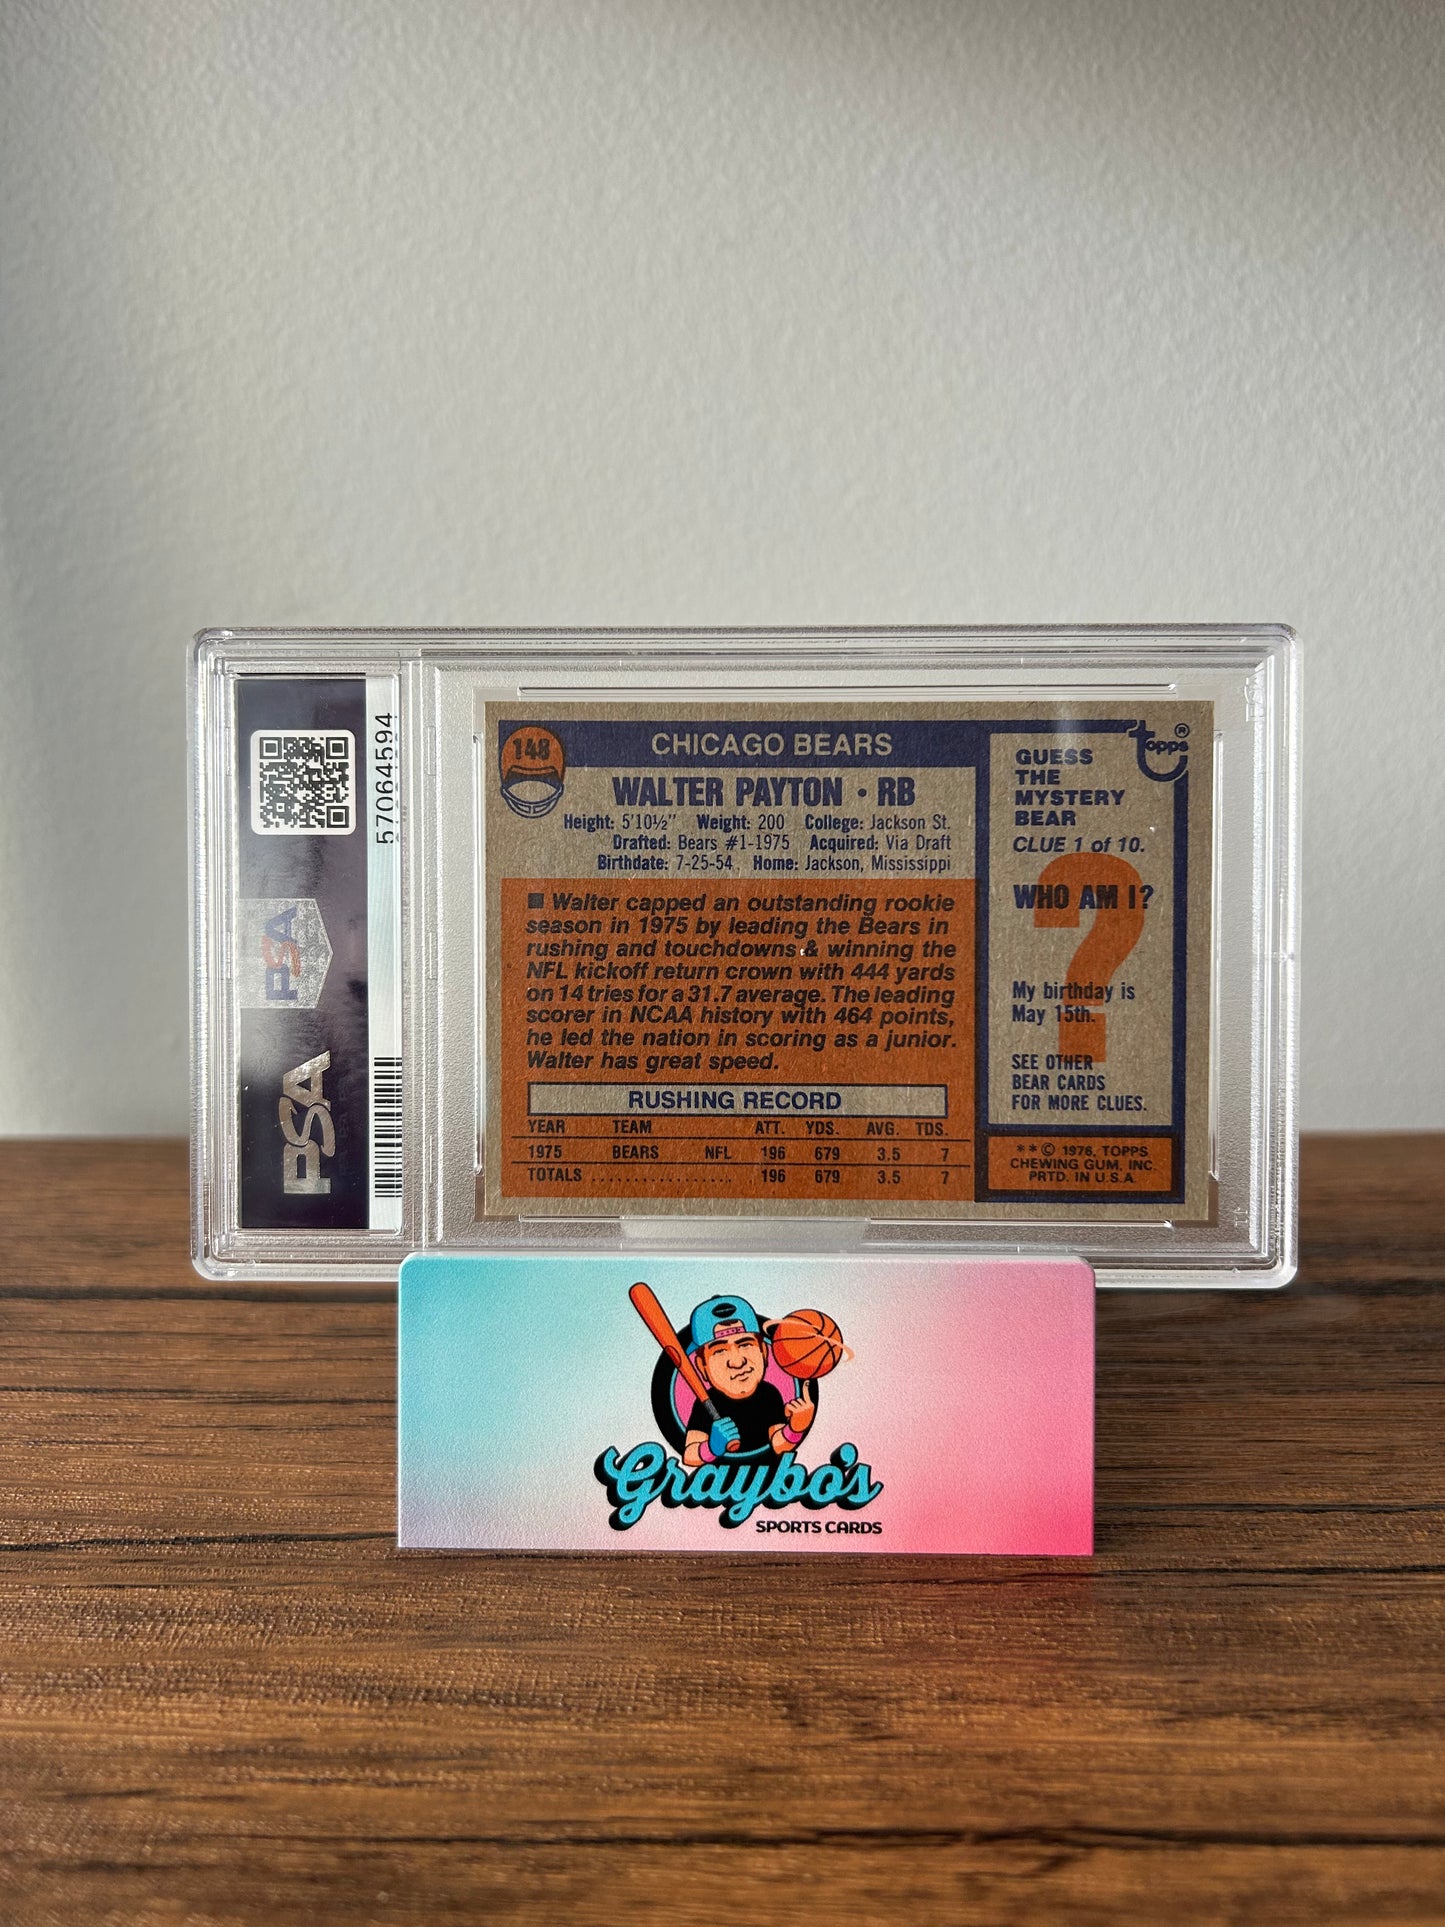 57064594
PSA
PSA
148
CHICAGO BEARS
WALTER PAYTON • RB
Height: 5'10½" Weight: 200 College: Jackson St.
Drafted: Bears #1-1975 Acquired: Via Draft
Birthdate: 7-25-54 Home: Jackson, Mississippi
■ Walter capped an outstanding rookie
season in 1975 by leading the Bears in
rushing and touchdowns & winning the
NFL kickoff return crown with 444 yards
on 14 tries for a 31.7 average. The leading
scorer in NCAA history with 464 points,
he led the nation in scoring as a junior.
Walter has great speed.
RUSHING RECORD
YEAR TEAM ATT. YDS. AVG. TDS.
1975 BEARS NFL 196 679 3.5 7
TOTALS ................. 196 679 3.5 7
topps ®
GUESS
THE
MYSTERY
BEAR
CLUE 1 of 10.
WHO AM I?
?
My birthday is
May 15th.
SEE OTHER
BEAR CARDS
FOR MORE CLUES.
**© 1976, TOPPS
CHEWING GUM, INC.
PRTD. IN U.S.A.
Graybo's
SPORTS CARDS